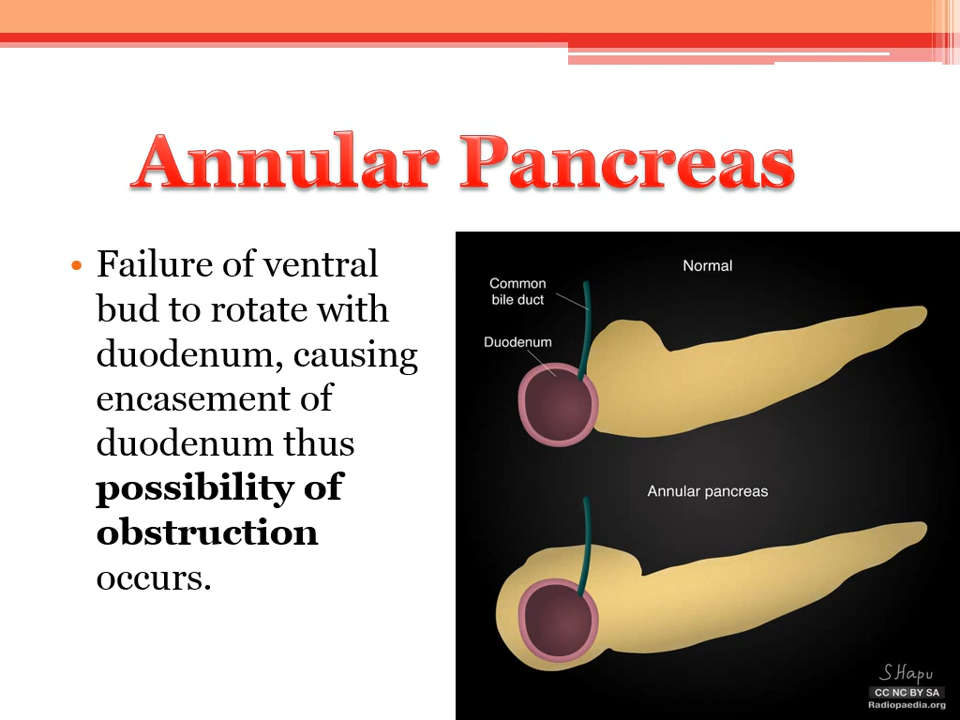 Annular Pancreas
• Failure of ventral
bud to rotate with
duodenum, causing
encasement of
duodenum thus
possibility of
obstruction
occurs.
Normal
Common
bile duct
Duodenum
Annular pancreas
S Hapu
CC NC BY SA
Radiopaedia.org